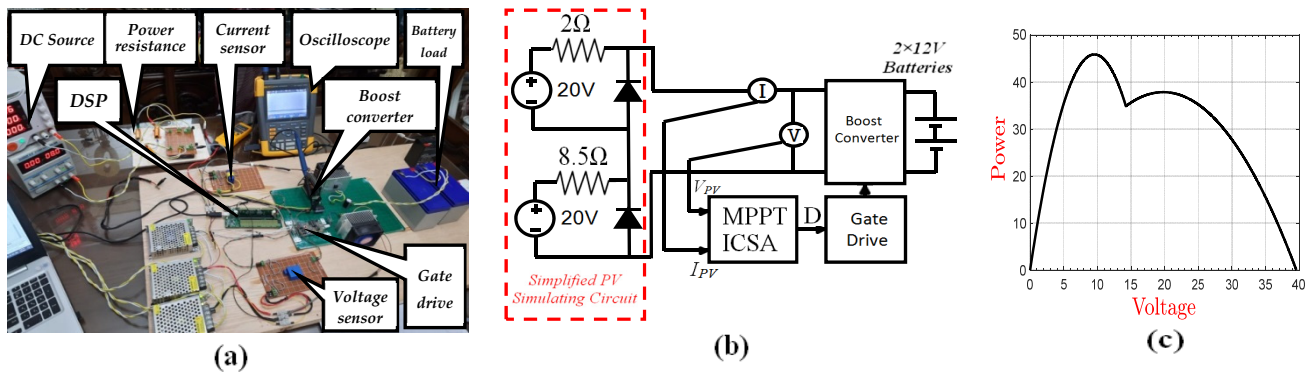 DC Source
Power
resistance
Current
sensor
Oscilloscope
Battery
load
DSP
Boost
converter
Voltage
sensor
Gate
drive
(a)
2Ω
20V
8.5Ω
20V
Simplified PV
Simulating Circuit
I
V
V_PV
I_PV
MPPT
ICSA
D
Gate
Drive
Boost
Converter
2×12V
Batteries
(b)
Power
50
40
30
20
10
0
0
5
10
15
20
25
30
35
40
Voltage
(c)